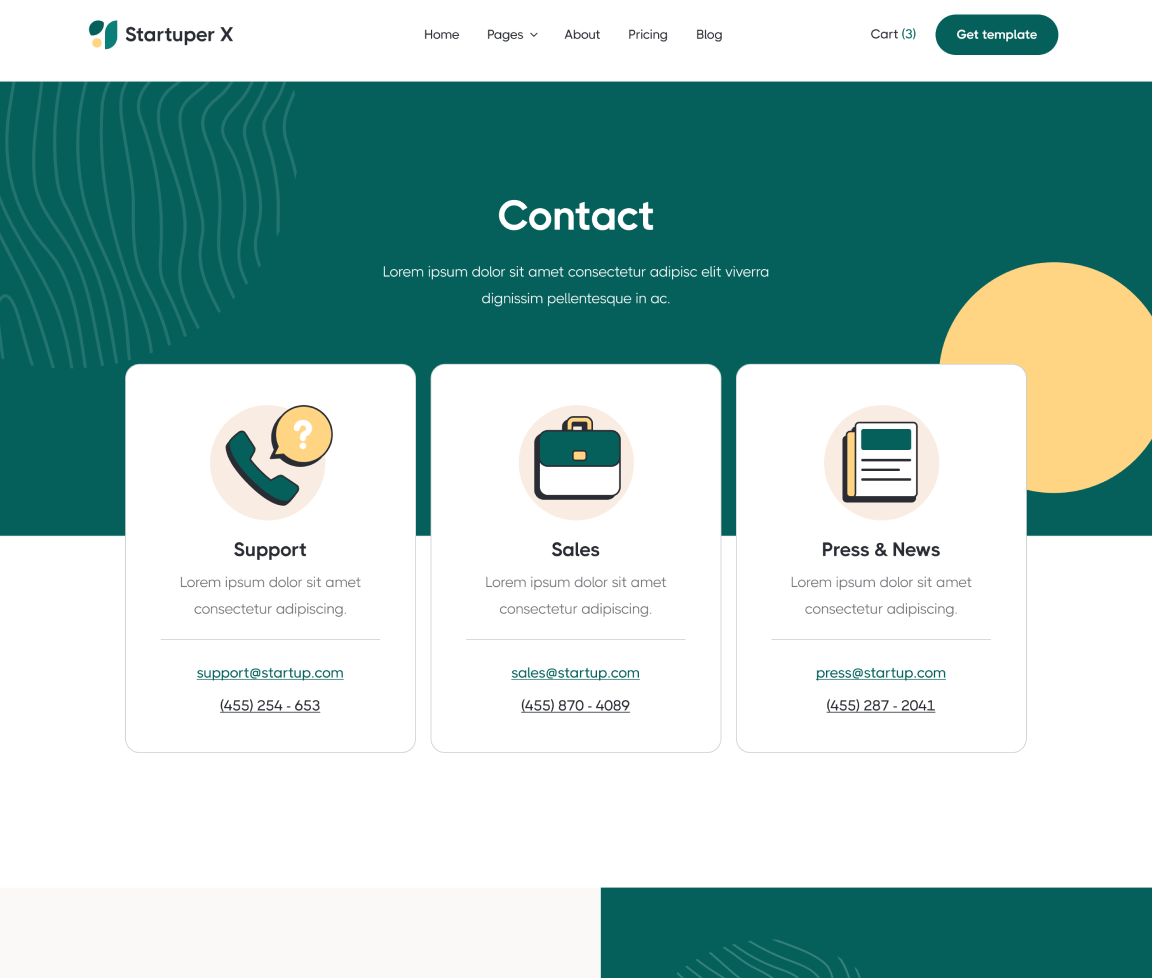 Startuper X
Home Pages About Pricing Blog
Cart (3)
Get template
Contact
Lorem ipsum dolor sit amet consectetur adipisc elit viverra
dignissim pellentesque in ac.
?
Support
Lorem ipsum dolor sit amet
consectetur adipiscing.
support@startup.com
(455) 254 - 653
Sales
Lorem ipsum dolor sit amet
consectetur adipiscing.
sales@startup.com
(455) 870 - 4089
Press & News
Lorem ipsum dolor sit amet
consectetur adipiscing.
press@startup.com
(455) 287 - 2041